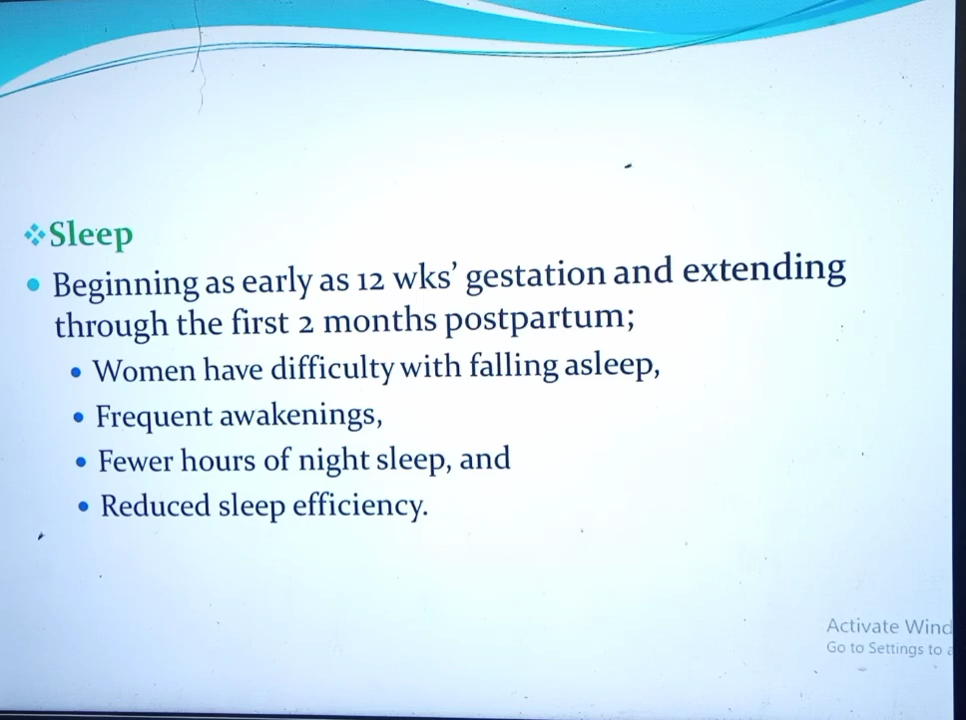 Sleep
Beginning as early as 12 wks’ gestation and extending
through the first 2 months postpartum;
Women have difficulty with falling asleep,
Frequent awakenings,
Fewer hours of night sleep, and
Reduced sleep efficiency.
Activate Wind
Go to Settings to a